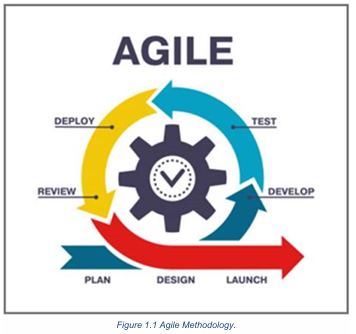 AGILE
DEPLOY
TEST
REVIEW
DEVELOP
PLAN
DESIGN
LAUNCH
Figure 1.1 Agile Methodology.